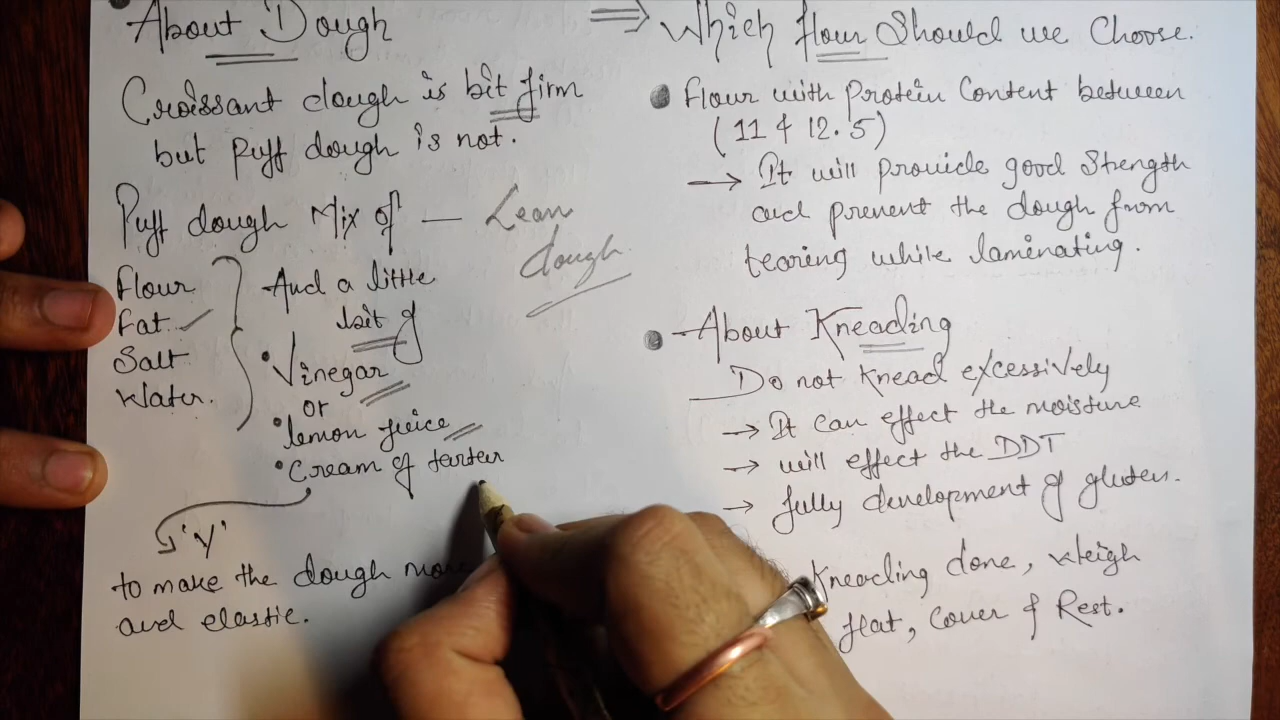 About Dough
Croissant dough is bit firm
but puff dough is not.
Puff dough Mix of — Lean
dough
Flour
Fat
Salt
Water.
And a little
bit of
• Vinegar
or
• lemon juice
• Cream of terter
'Y'
to make the dough more
and elastic.
⇒ Which flour Should we Choose.
• flour with Protein Content between
(11 & 12.5)
→ It will provide good Strength
and prevent the dough from
tearing while laminating.
• About Kneading
Do not Knead excessively
→ It can effect the moisture
→ will effect the DDT
→ fully development of gluten.
Kneading done, weigh
flat, Cover & Rest.